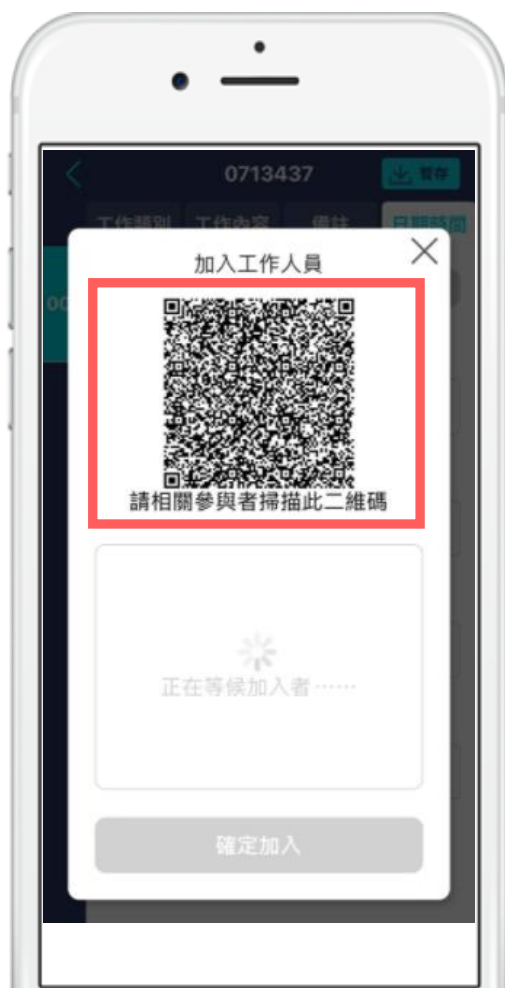 0713437
暫存
工作類別 工作內容 備註 日期時間
加入工作人員
00
請相關參與者掃描此二維碼
正在等候加入者……
確定加入